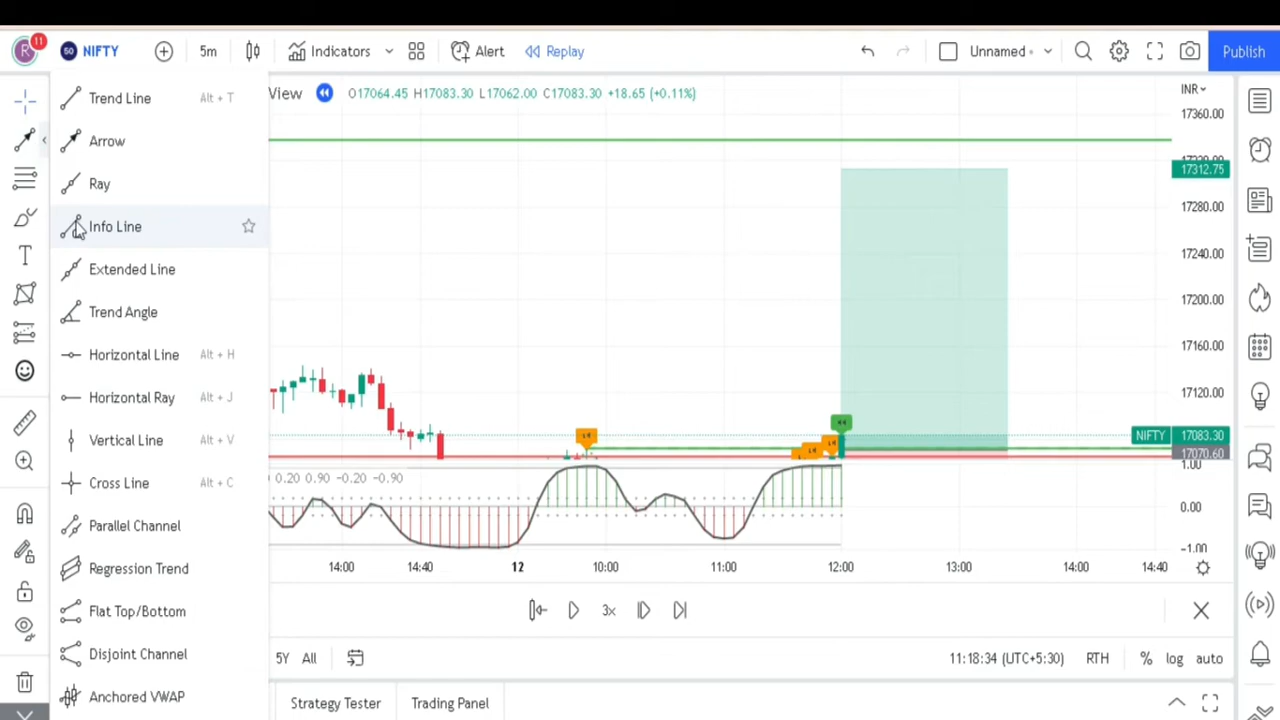 R 11 50 NIFTY 5m Indicators Alert Replay Unnamed Publish
Trend Line Alt + T
Arrow
Ray
Info Line
Extended Line
Trend Angle
Horizontal Line Alt + H
Horizontal Ray Alt + J
Vertical Line Alt + V
Cross Line Alt + C
Parallel Channel
Regression Trend
Flat Top/Bottom
Disjoint Channel
Anchored VWAP
View O17064.45 H17083.30 L17062.00 C17083.30 +18.65 (+0.11%)
INR
17360.00
17312.75
17280.00
17240.00
17200.00
17160.00
17120.00
NIFTY 17083.30
17070.60
0.20 0.90 −0.20 −0.90
1.00
0.00
−1.00
14:00 14:40 12 10:00 11:00 12:00 13:00 14:00 14:40
3x
5Y All 11:18:34 (UTC+5:30) RTH % log auto
Strategy Tester Trading Panel